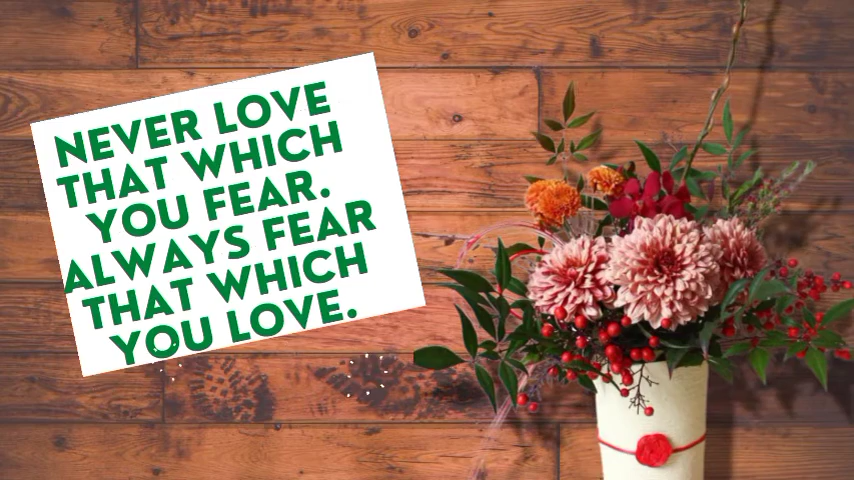 NEVER LOVE
THAT WHICH
YOU FEAR.
ALWAYS FEAR
THAT WHICH
YOU LOVE.